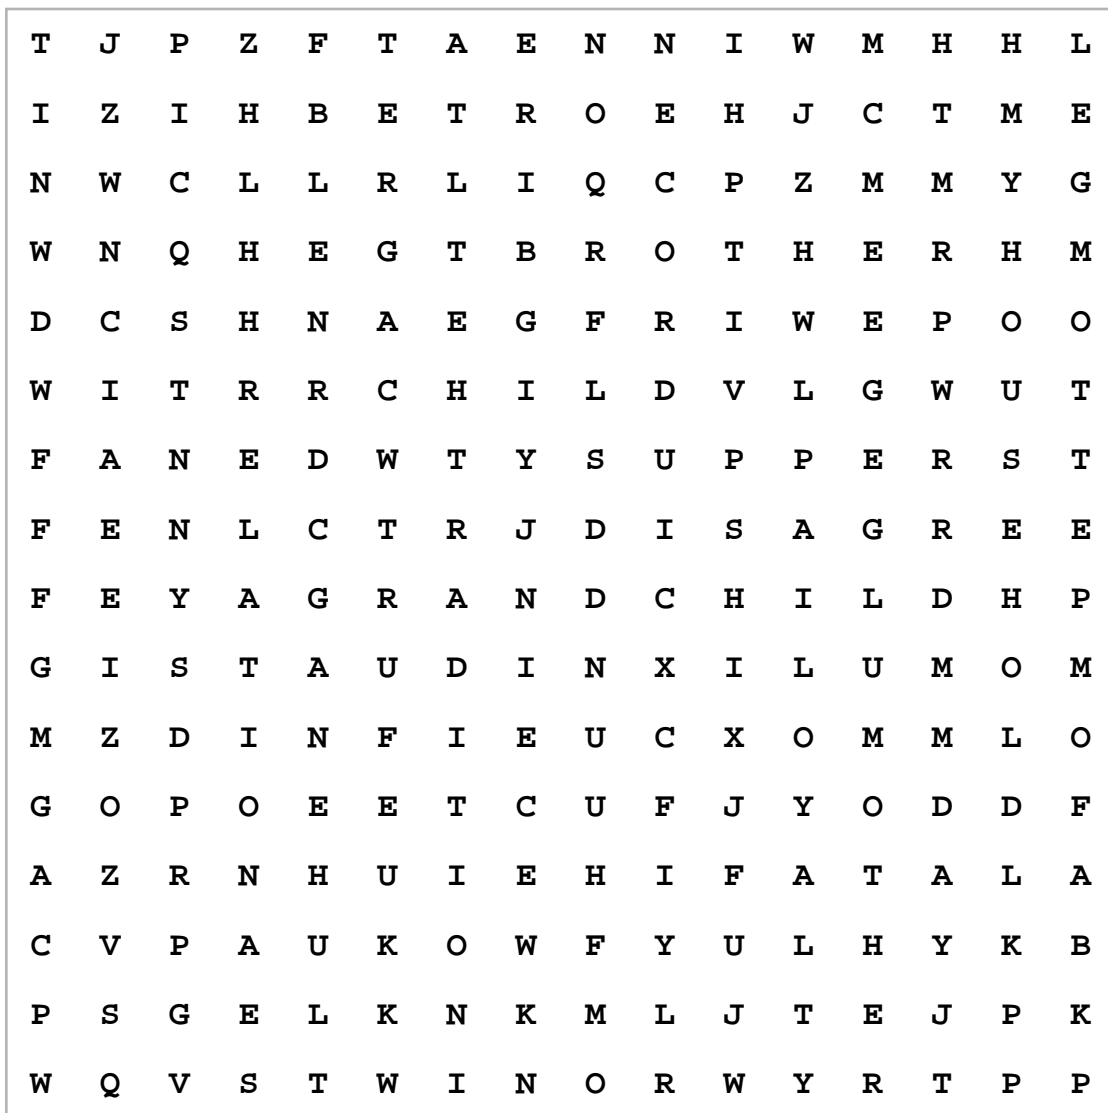 T J P Z F T A E N N I W M H H L
I Z I H B E T R O E H J C T M E
N W C L L R L I Q C P Z M M Y G
W N Q H E G T B R O T H E R H M
D C S H N A E G F R I W E P O O
W I T R R C H I L D V L G W U T
F A N E D W T Y S U P P E R S T
F E N L C T R J D I S A G R E E
F E Y A G R A N D C H I L D H P
G I S T A U D I N X I L U M O M
M Z D I N F I E U C X O M M L O
G O P O E E T C U F J Y O D D F
A Z R N H U I E H I F A T A L A
C V P A U K O W F Y U L H Y K B
P S G E L K N K M L J T E J P K
W Q V S T W I N O R W Y R T P P